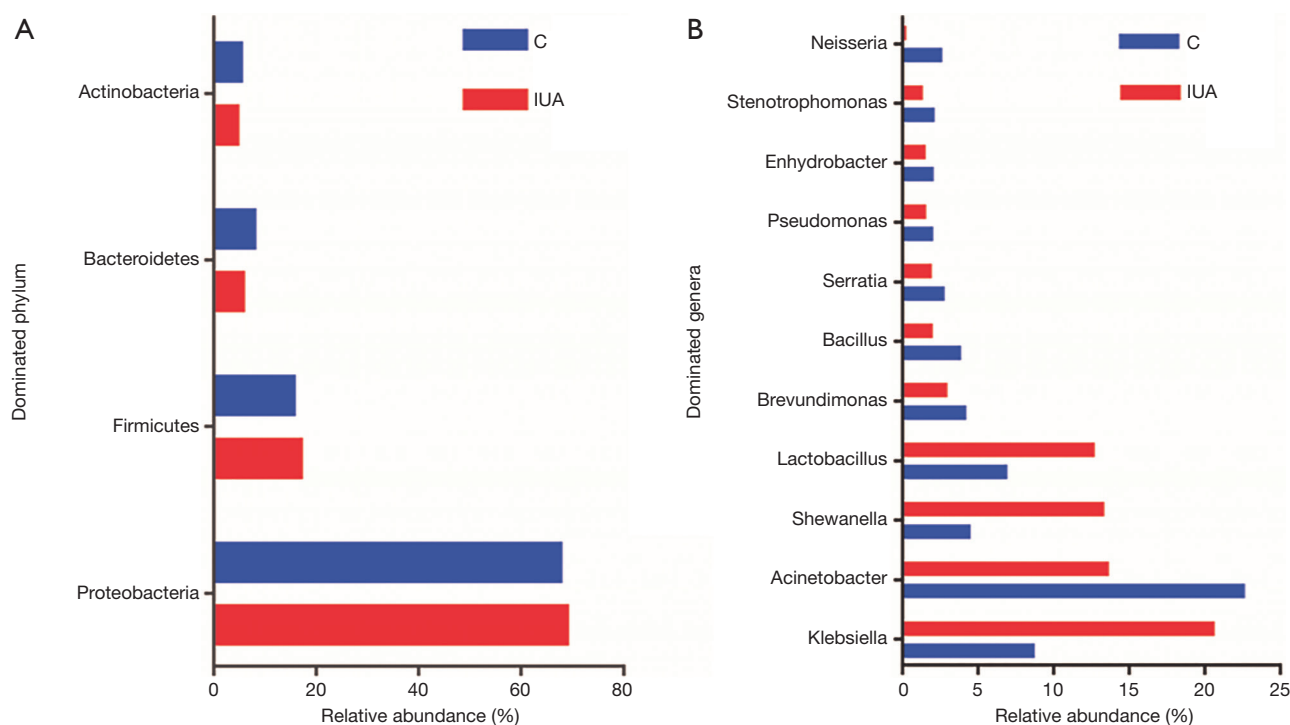 A
C
IUA
Actinobacteria
Bacteroidetes
Firmicutes
Proteobacteria
Dominated phylum
0 20 40 60 80
Relative abundance (%)
B
C
IUA
Neisseria
Stenotrophomonas
Enhydrobacter
Pseudomonas
Serratia
Bacillus
Brevundimonas
Lactobacillus
Shewanella
Acinetobacter
Klebsiella
Dominated genera
0 5 10 15 20 25
Relative abundance (%)